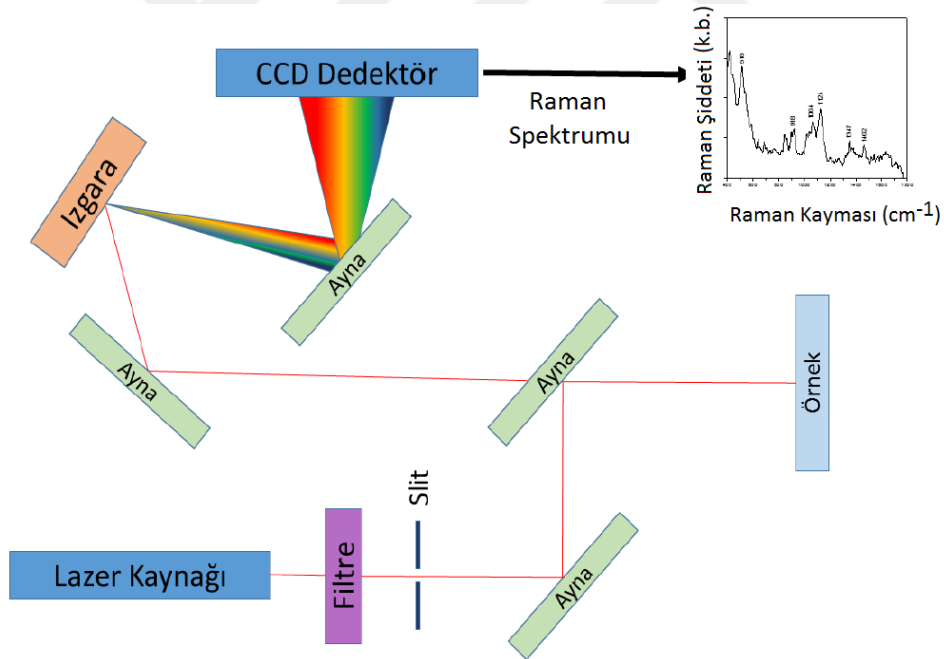 CCD Dedektör
Raman
Spektrumu
Raman Şiddeti (k.b.)
Raman Kayması (cm-1)
Izgara
Ayna
Ayna
Ayna
Örnek
Slit
Lazer Kaynağı
Filtre
Ayna